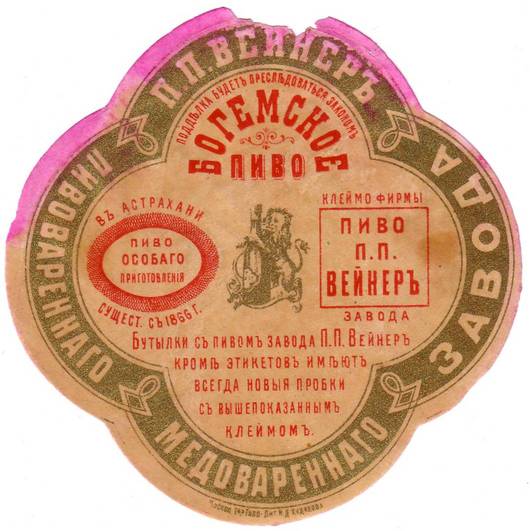 П.П. ВЕЙНЕРЪ
ПИВОВАРЕННАГО
МЕДОВАРЕННАГО
ЗАВОДА
ПОДДѢЛКА БУДЕТЪ ПРЕСЛѢДОВАТЬСЯ ЗАКОНОМЪ
БОГЕМСКОЕ
ПИВО
ВЪ АСТРАХАНИ
ПИВО
ОСОБАГО
ПРИГОТОВЛЕНІЯ
СУЩЕСТ. СЪ 1866 Г.
КЛЕЙМО ФИРМЫ
ПИВО
П.П.
ВЕЙНЕРЪ
ЗАВОДА
БУТЫЛКИ СЪ ПИВОМЪ ЗАВОДА П.П. ВЕЙНЕРЪ
КРОМѢ ЭТИКЕТОВЪ ИМѢЮТЪ
ВСЕГДА НОВЫЯ ПРОБКИ
СЪ ВЫШЕПОКАЗАННЫМЪ
КЛЕЙМОМЪ.